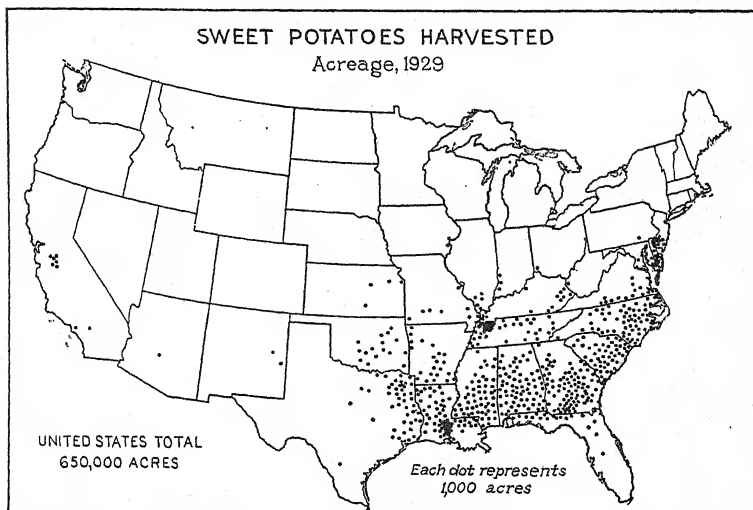 SWEET POTATOES HARVESTED
Acreage, 1929
UNITED STATES TOTAL
650,000 ACRES
Each dot represents
1,000 acres